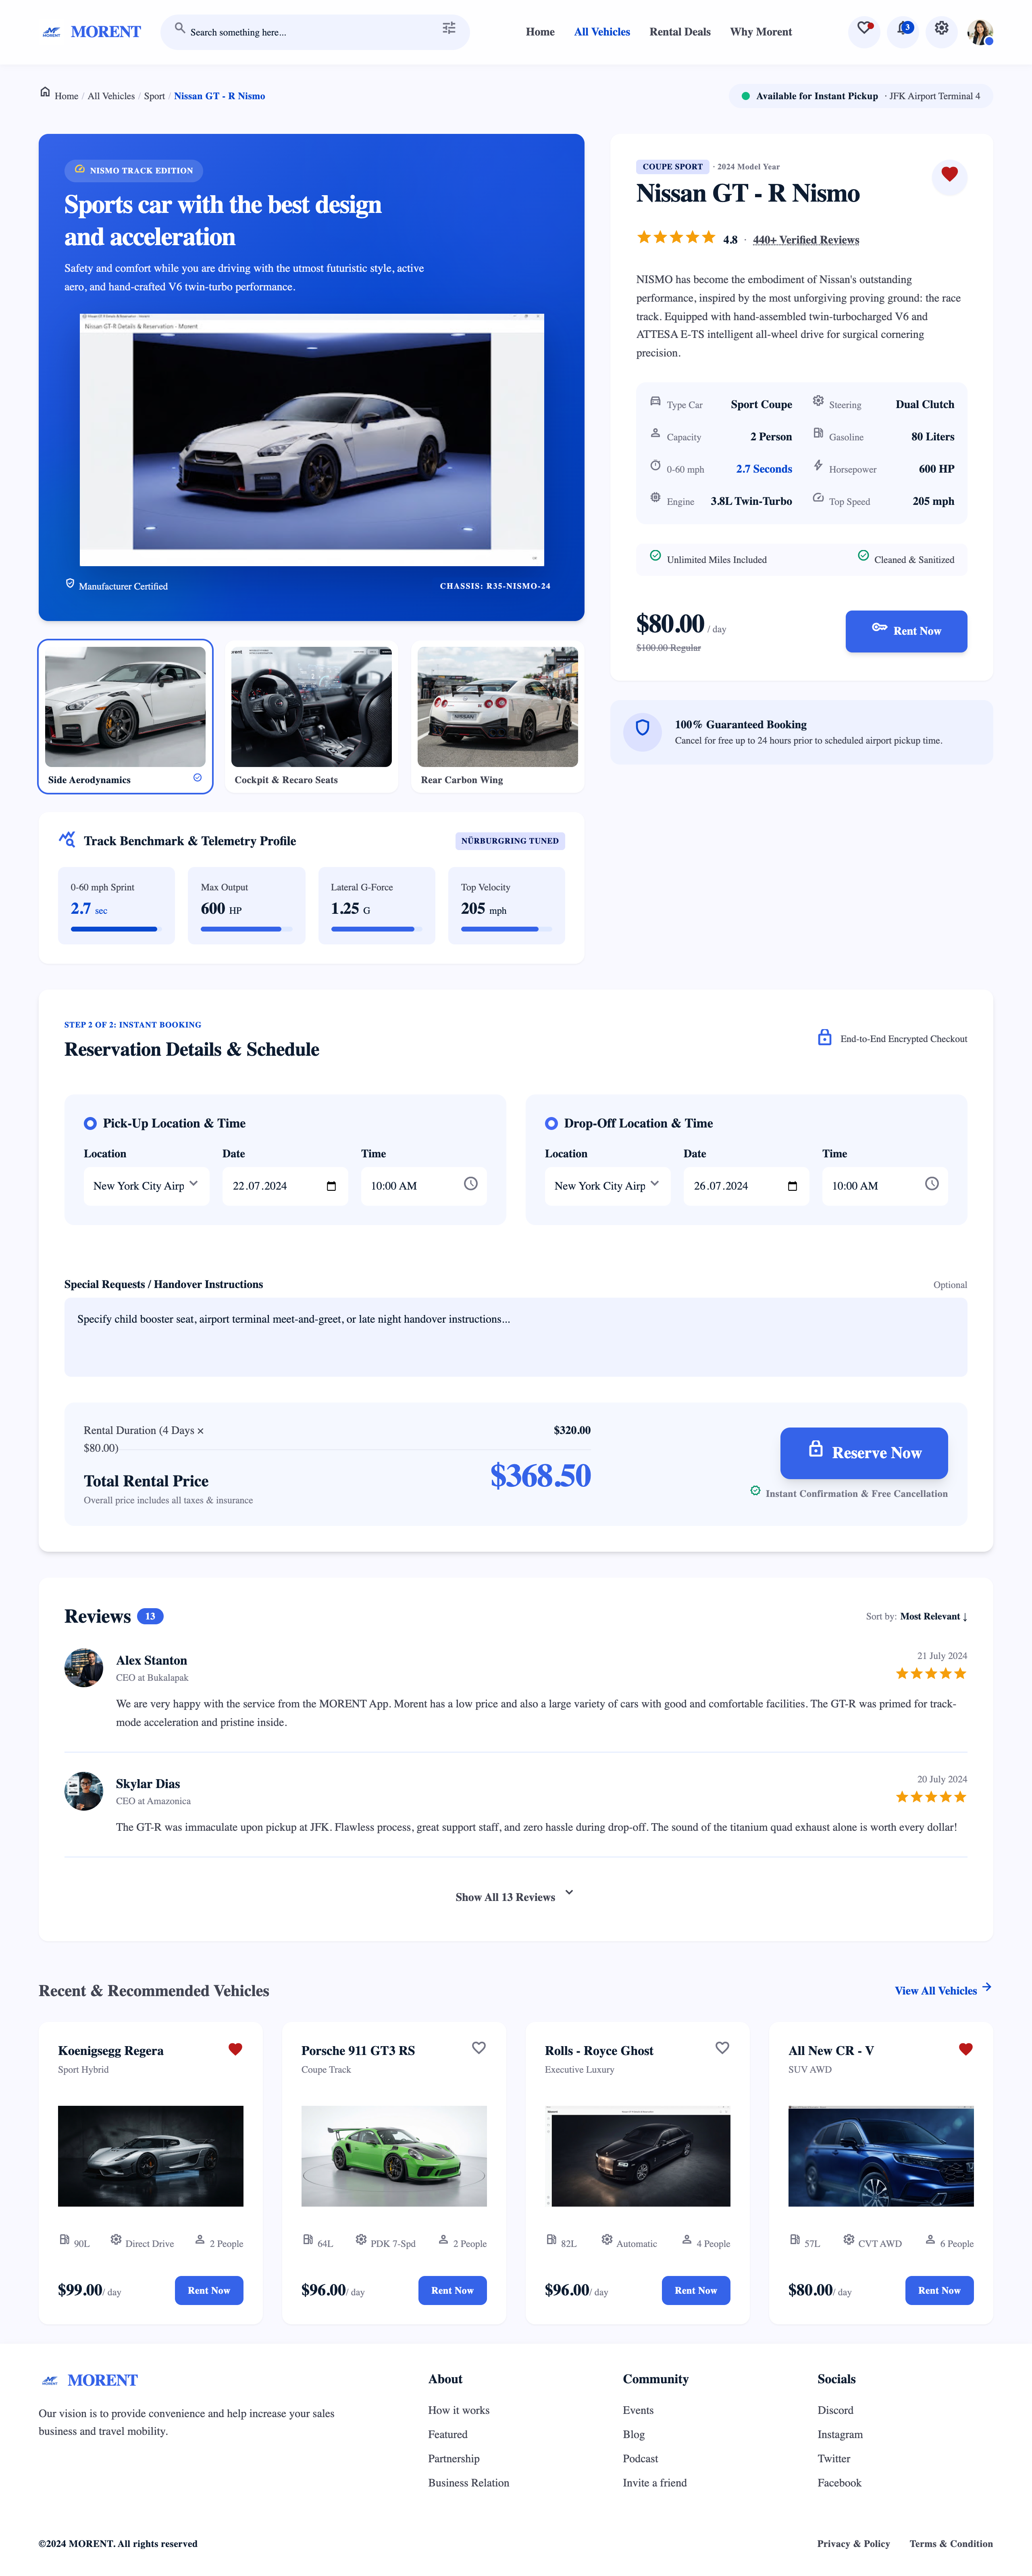 MORENT
Search something here...
Home
All Vehicles
Rental Deals
Why Morent
3
Home / All Vehicles / Sport / Nissan GT - R Nismo
Available for Instant Pickup · JFK Airport Terminal 4
NISMO TRACK EDITION
Sports car with the best design
and acceleration
Safety and comfort while you are driving with the utmost futuristic style, active
aero, and hand-crafted V6 twin-turbo performance.
Nissan GT-R Details & Reservation - Morent
Manufacturer Certified
CHASSIS: R35-NISMO-24
Side Aerodynamics
Cockpit & Recaro Seats
Rear Carbon Wing
COUPE SPORT · 2024 Model Year
Nissan GT - R Nismo
4.8 · 440+ Verified Reviews
NISMO has become the embodiment of Nissan's outstanding
performance, inspired by the most unforgiving proving ground: the race
track. Equipped with hand-assembled twin-turbocharged V6 and
ATTESA E-TS intelligent all-wheel drive for surgical cornering
precision.
Type Car Sport Coupe
Steering Dual Clutch
Capacity 2 Person
Gasoline 80 Liters
0-60 mph 2.7 Seconds
Horsepower 600 HP
Engine 3.8L Twin-Turbo
Top Speed 205 mph
Unlimited Miles Included
Cleaned & Sanitized
$80.00 / day
$100.00 Regular
Rent Now
100% Guaranteed Booking
Cancel for free up to 24 hours prior to scheduled airport pickup time.
Track Benchmark & Telemetry Profile
NÜRBURGRING TUNED
0-60 mph Sprint
2.7 sec
Max Output
600 HP
Lateral G-Force
1.25 G
Top Velocity
205 mph
STEP 2 OF 2: INSTANT BOOKING
Reservation Details & Schedule
End-to-End Encrypted Checkout
Pick-Up Location & Time
Location
Date
Time
New York City Airp
22.07.2024
10:00 AM
Drop-Off Location & Time
Location
Date
Time
New York City Airp
26.07.2024
10:00 AM
Special Requests / Handover Instructions
Optional
Specify child booster seat, airport terminal meet-and-greet, or late night handover instructions...
Rental Duration (4 Days ×
$80.00)
$320.00
Total Rental Price
Overall price includes all taxes & insurance
$368.50
Reserve Now
Instant Confirmation & Free Cancellation
Reviews 13
Sort by: Most Relevant ↓
Alex Stanton
CEO at Bukalapak
21 July 2024
We are very happy with the service from the MORENT App. Morent has a low price and also a large variety of cars with good and comfortable facilities. The GT-R was primed for track-
mode acceleration and pristine inside.
Skylar Dias
CEO at Amazonica
20 July 2024
The GT-R was immaculate upon pickup at JFK. Flawless process, great support staff, and zero hassle during drop-off. The sound of the titanium quad exhaust alone is worth every dollar!
Show All 13 Reviews
Recent & Recommended Vehicles
View All Vehicles
Koenigsegg Regera
Sport Hybrid
90L
Direct Drive
2 People
$99.00/ day
Rent Now
Porsche 911 GT3 RS
Coupe Track
64L
PDK 7-Spd
2 People
$96.00/ day
Rent Now
Rolls - Royce Ghost
Executive Luxury
82L
Automatic
4 People
$96.00/ day
Rent Now
All New CR - V
SUV AWD
57L
CVT AWD
6 People
$80.00/ day
Rent Now
MORENT
Our vision is to provide convenience and help increase your sales
business and travel mobility.
About
How it works
Featured
Partnership
Business Relation
Community
Events
Blog
Podcast
Invite a friend
Socials
Discord
Instagram
Twitter
Facebook
©2024 MORENT. All rights reserved
Privacy & Policy
Terms & Condition